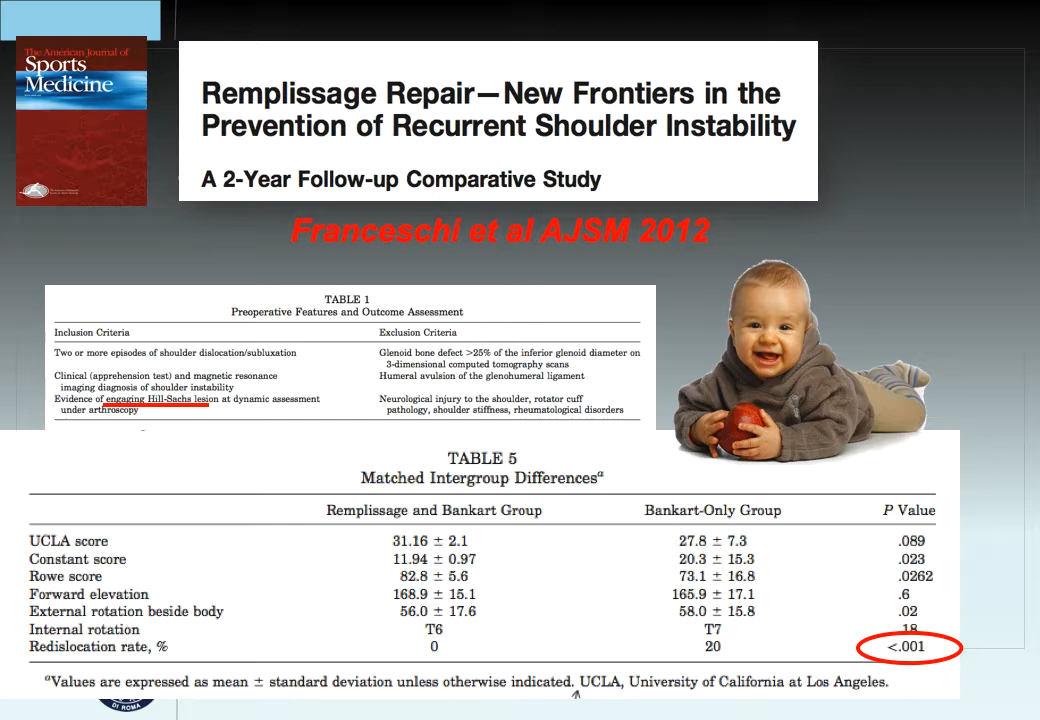 The American Journal of
Sports
Medicine
Remplissage Repair—New Frontiers in the
Prevention of Recurrent Shoulder Instability
A 2-Year Follow-up Comparative Study
Franceschi et al AJSM 2012
TABLE 1
Preoperative Features and Outcome Assessment
Inclusion Criteria Exclusion Criteria
Two or more episodes of shoulder dislocation/subluxation Glenoid bone defect >25% of the inferior glenoid diameter on
3-dimensional computed tomography scans
Clinical (apprehension test) and magnetic resonance Humeral avulsion of the glenohumeral ligament
imaging diagnosis of shoulder instability
Evidence of engaging Hill-Sachs lesion at dynamic assessment Neurological injury to the shoulder, rotator cuff
under arthroscopy pathology, shoulder stiffness, rheumatological disorders
TABLE 5
Matched Intergroup Differencesᵃ
Remplissage and Bankart Group Bankart-Only Group P Value
UCLA score 31.16 ± 2.1 27.8 ± 7.3 .089
Constant score 11.94 ± 0.97 20.3 ± 15.3 .023
Rowe score 82.8 ± 5.6 73.1 ± 16.8 .0262
Forward elevation 168.9 ± 15.1 165.9 ± 17.1 .6
External rotation beside body 56.0 ± 17.6 58.0 ± 15.8 .02
Internal rotation T6 T7 .18
Redislocation rate, % 0 20 <.001
ᵃValues are expressed as mean ± standard deviation unless otherwise indicated. UCLA, University of California at Los Angeles.
DI ROMA